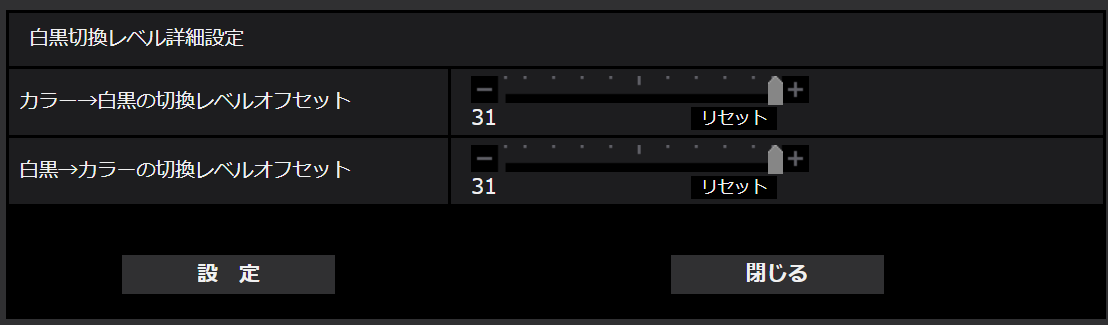 白黒切換レベル詳細設定
カラー→白黒の切換レベルオフセット
31
リセット
白黒→カラーの切換レベルオフセット
31
リセット
設　定
閉じる